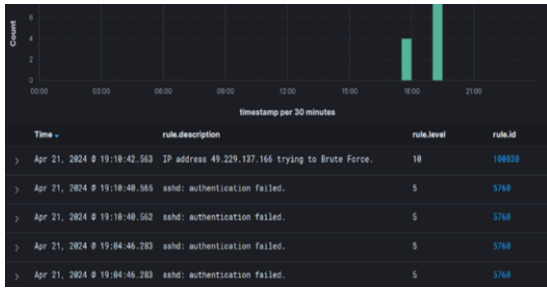 Count
6
4
2
0
00:00 03:00 06:00 09:00 12:00 15:00 18:00 21:00
timestamp per 30 minutes
Time rule.description rule.level rule.id
Apr 21, 2024 @ 19:10:42.563 IP address 49.229.137.166 trying to Brute Force. 10 100030
Apr 21, 2024 @ 19:10:40.565 sshd: authentication failed. 5 5760
Apr 21, 2024 @ 19:10:40.562 sshd: authentication failed. 5 5760
Apr 21, 2024 @ 19:04:46.283 sshd: authentication failed. 5 5760
Apr 21, 2024 @ 19:04:46.283 sshd: authentication failed. 5 5760